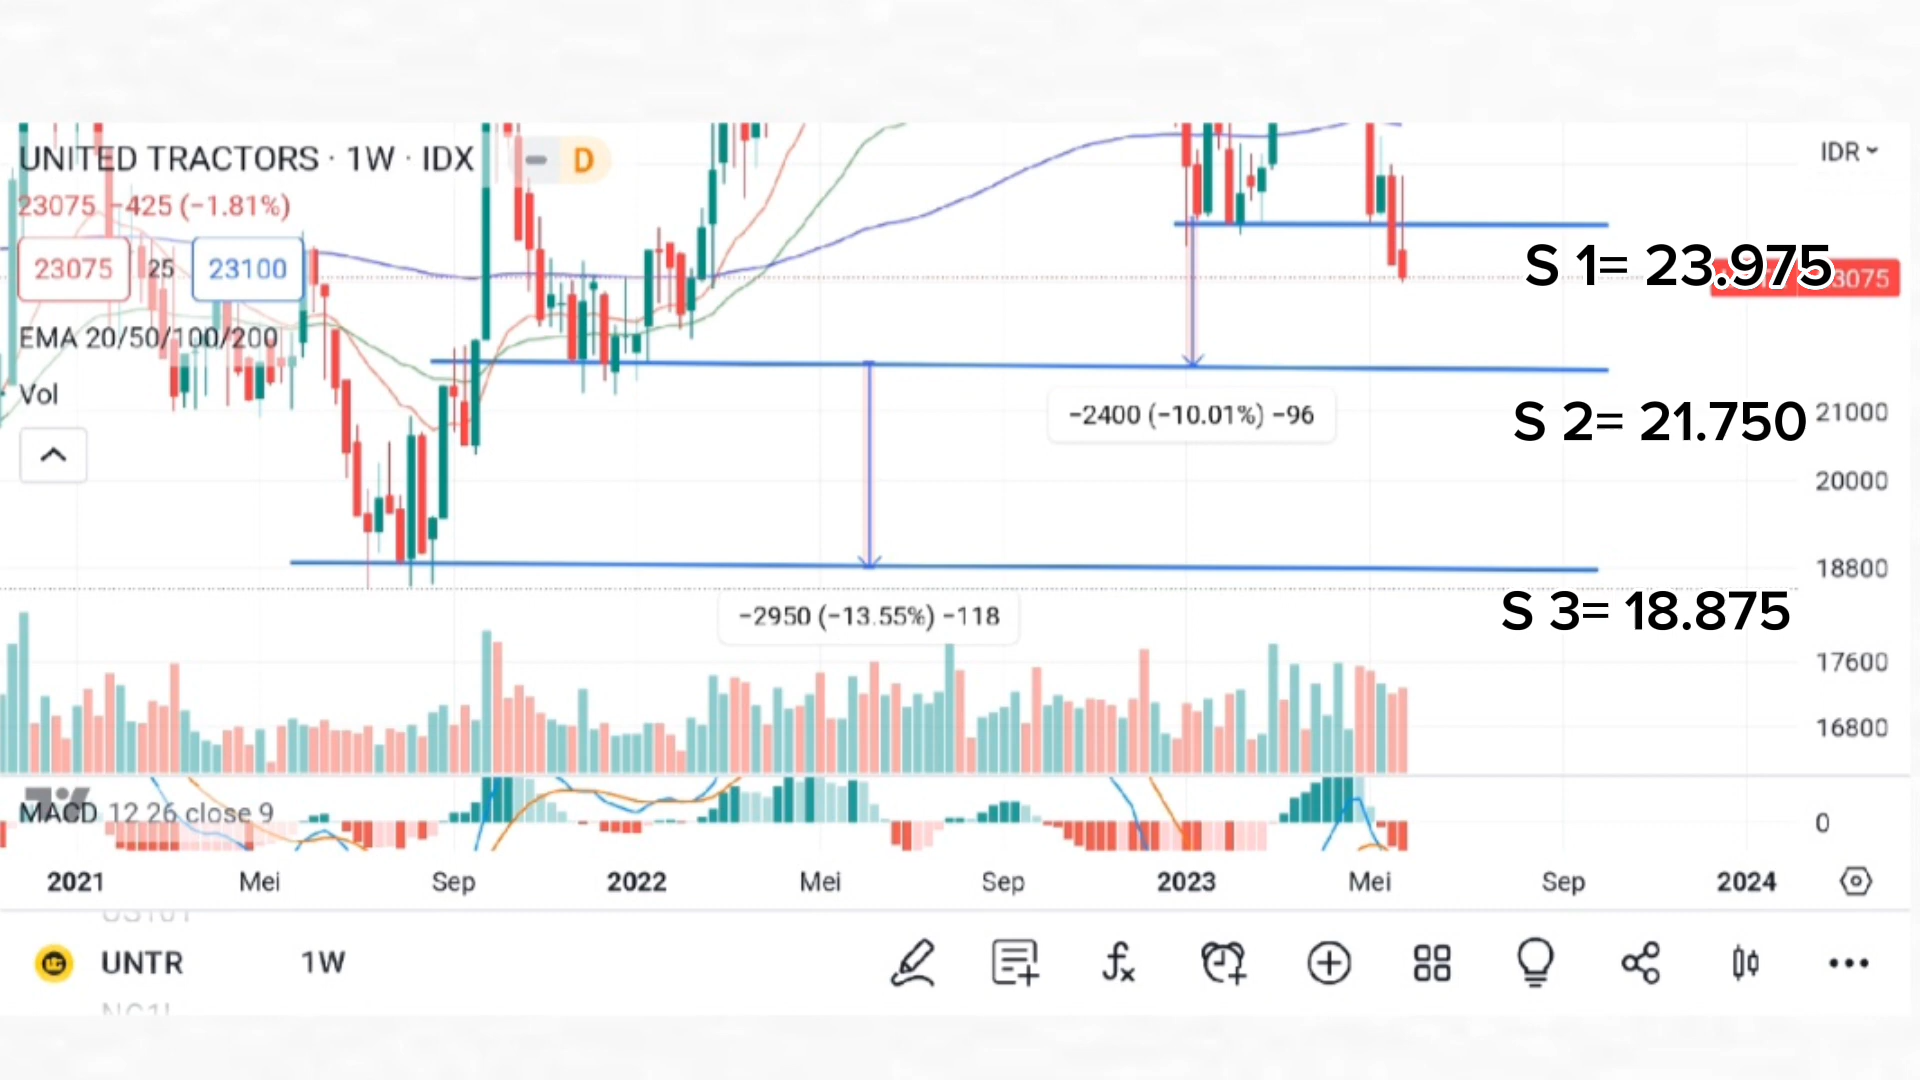 UNITED TRACTORS · 1W · IDX
D
IDR
23075 −425 (−1.81%)
23075
25
23100
S 1= 23.975
3075
EMA 20/50/100/200
Vol
−2400 (−10.01%) −96
S 2= 21.750
21000
20000
18800
−2950 (−13.55%) −118
S 3= 18.875
17600
16800
MACD 12 26 close 9
0
2021
Mei
Sep
2022
Mei
Sep
2023
Mei
Sep
2024
UNTR
1W